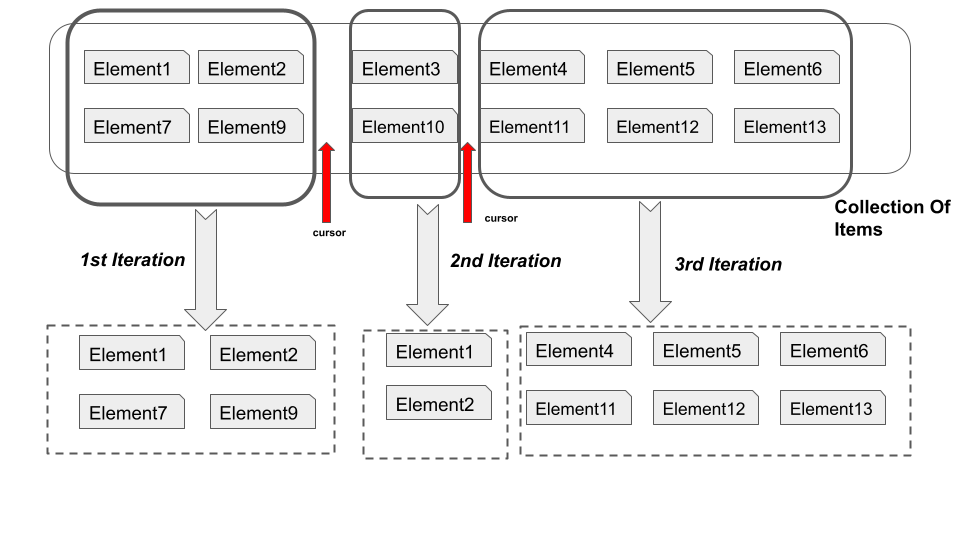 Element1
Element2
Element3
Element4
Element5
Element6
Element7
Element9
Element10
Element11
Element12
Element13
cursor
cursor
Collection Of
Items
1st Iteration
2nd Iteration
3rd Iteration
Element1
Element2
Element1
Element4
Element5
Element6
Element7
Element9
Element2
Element11
Element12
Element13